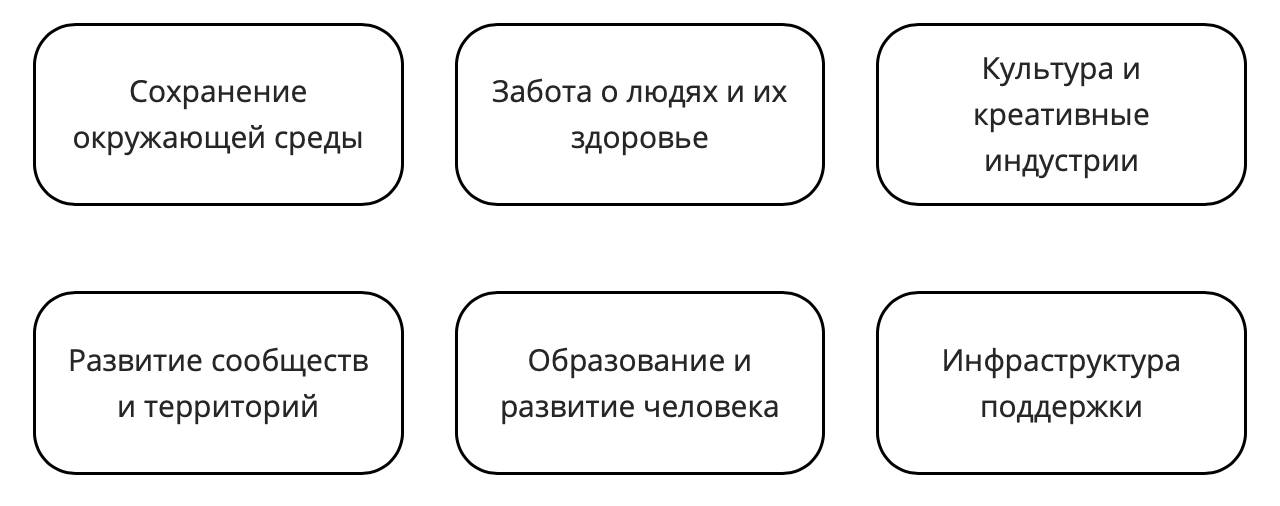 Сохранение
окружающей среды
Забота о людях и их
здоровье
Культура и
креативные
индустрии
Развитие сообществ
и территорий
Образование и
развитие человека
Инфраструктура
поддержки